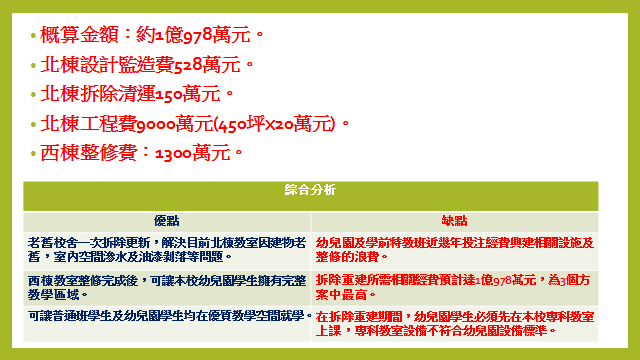 • 概算金額：約1億978萬元。
• 北棟設計監造費528萬元。
• 北棟拆除清運150萬元。
• 北棟工程費9000萬元(450坪X20萬元)。
• 西棟整修費：1300萬元。
綜合分析
優點
缺點
老舊校舍一次拆除更新，解決目前北棟教室因建物老
舊，室內空間滲水及油漆剝落等問題。
幼兒園及學前特教班近幾年投注經費興建相關設施及
整修的浪費。
西棟教室整修完成後，可讓本校幼兒園學生擁有完整
教學區域。
拆除重建所需相關經費預計達1億978萬元，為3個方
案中最高。
可讓普通班學生及幼兒園學生均在優質教學空間就學。
在拆除重建期間，幼兒園學生必須先在本校專科教室
上課，專科教室設備不符合幼兒園設備標準。